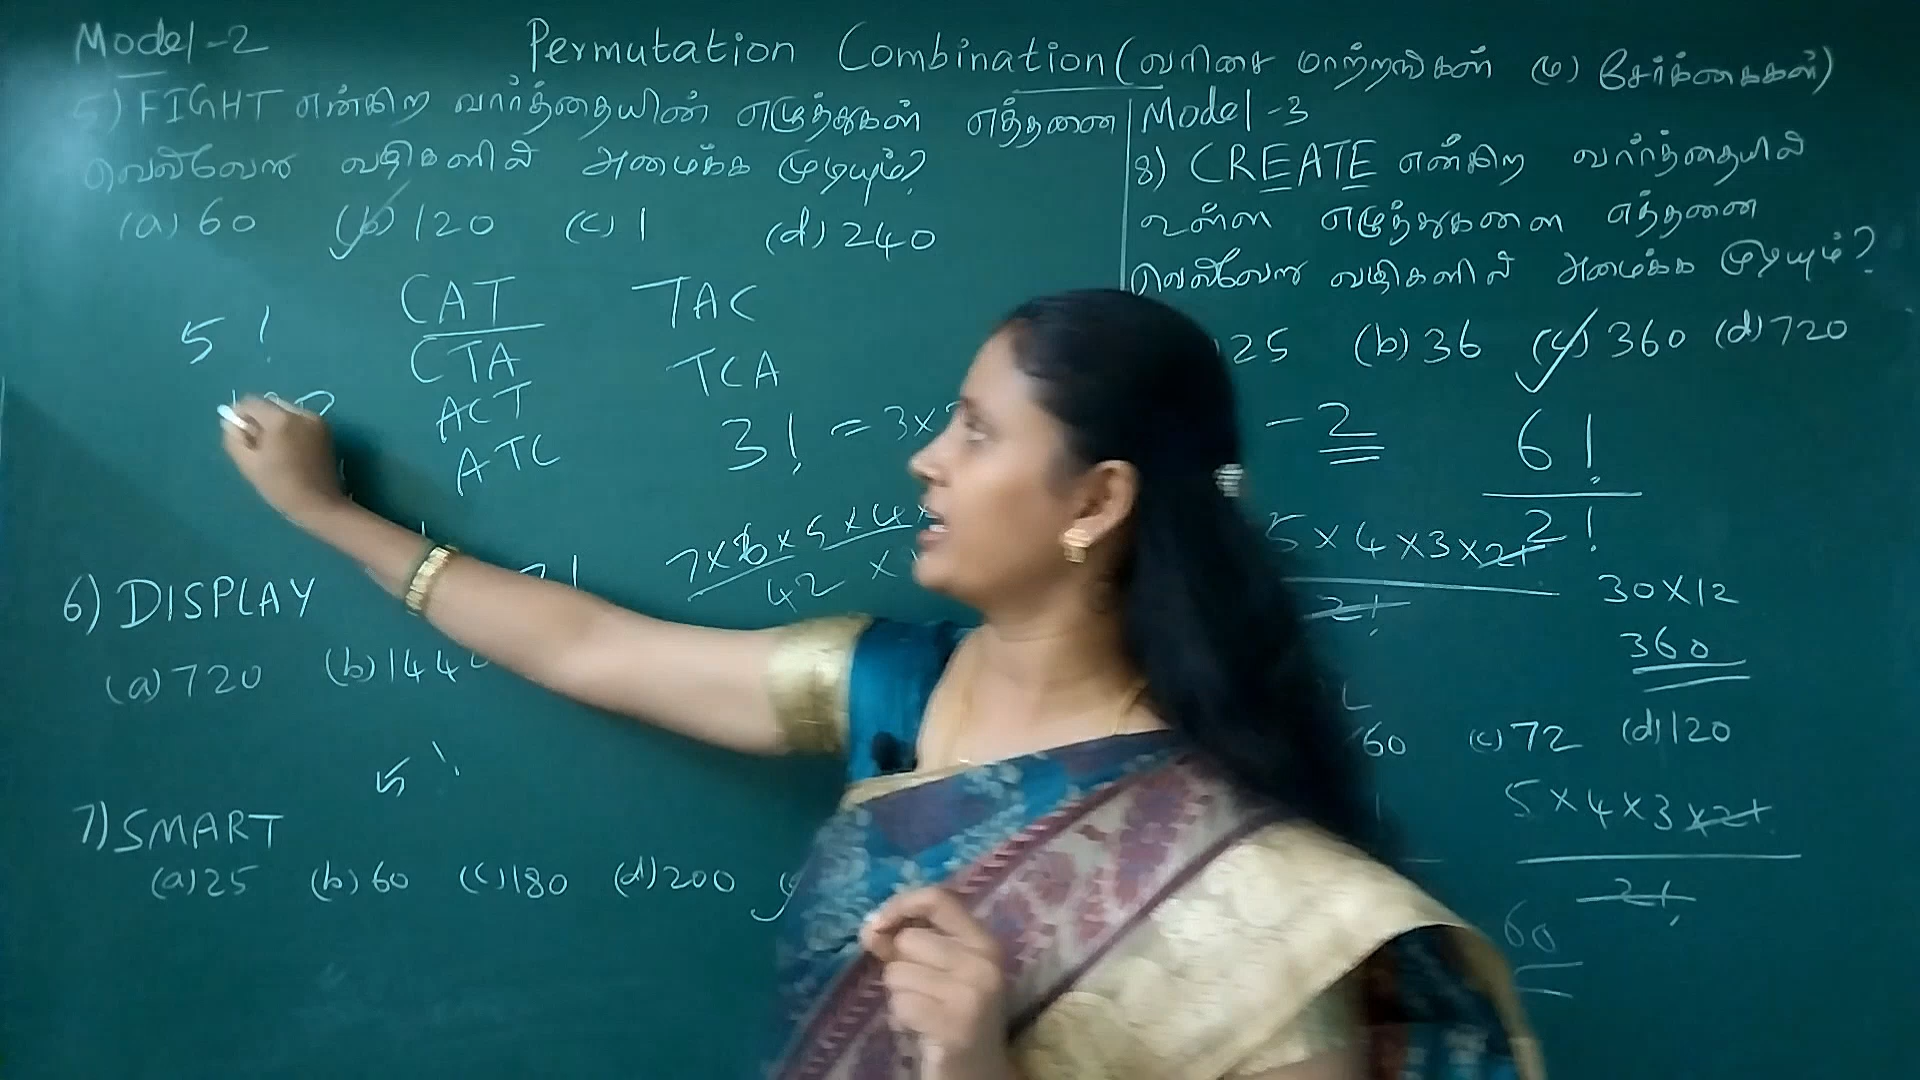 Model-2
Permutation Combination (வரிசை மாற்றங்கள் (ம) சேர்க்கைகள்)
5) FIGHT என்கிற வார்த்தையின் எழுத்துகள் எத்தனை
வெவ்வேறு வழிகளில் அமைக்க முடியும்?
(a) 60 (b) 120 (c) 1 (d) 240
5!
CAT TAC
CTA TCA
ACT
ATC
3! = 3×
7×6×5×4×
42 ×
6) DISPLAY
(a) 720 (b) 144
5!
7) SMART
(a) 25 (b) 60 (c) 180 (d) 200
Model-3
8) CREATE என்கிற வார்த்தையில்
உள்ள எழுத்துகளை எத்தனை
வெவ்வேறு வழிகளில் அமைக்க முடியும்?
25 (b) 36 (c) 360 (d) 720
- 2
6!
2!
5×4×3×2!
2!
30×12
360
60 (c) 72 (d) 120
5×4×3×2!
2!
60